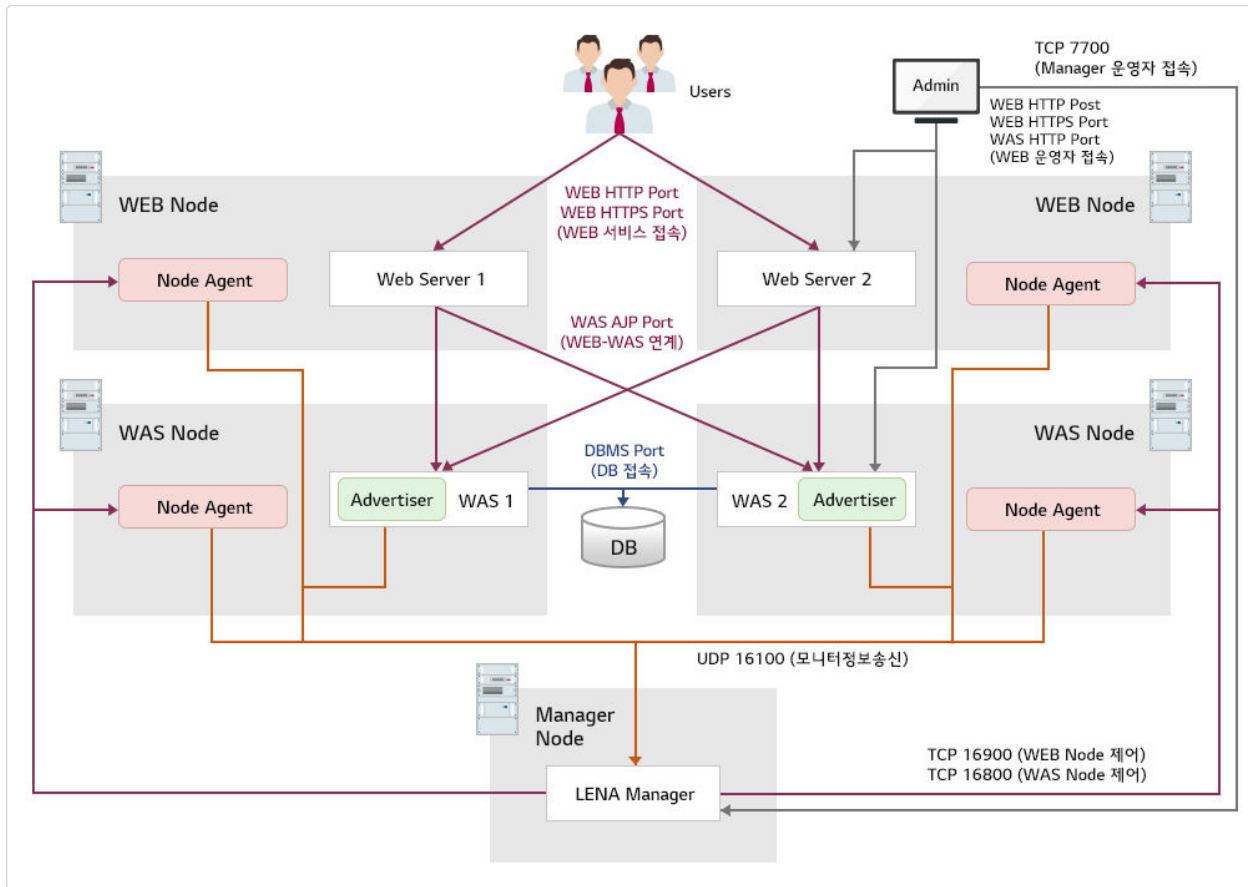 TCP 7700
(Manager 운영자 접속)
Admin
Users
WEB HTTP Post
WEB HTTPS Port
WAS HTTP Port
(WEB 운영자 접속)
WEB Node
WEB HTTP Port
WEB HTTPS Port
(WEB 서비스 접속)
WEB Node
Node Agent
Web Server 1
Web Server 2
Node Agent
WAS AJP Port
(WEB-WAS 연계)
WAS Node
WAS Node
DBMS Port
(DB 접속)
Node Agent
Advertiser
WAS 1
WAS 2
Advertiser
Node Agent
DB
UDP 16100 (모니터정보송신)
Manager
Node
TCP 16900 (WEB Node 제어)
TCP 16800 (WAS Node 제어)
LENA Manager